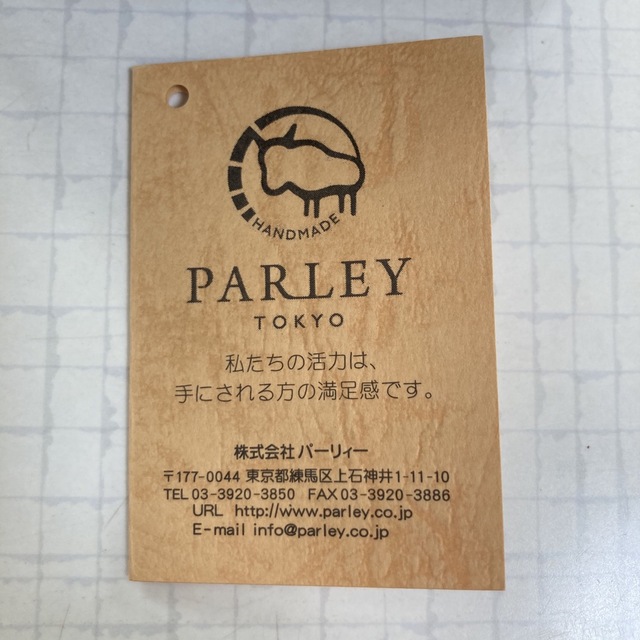 HANDMADE
PARLEY
TOKYO
私たちの活力は、
手にされる方の満足感です。
株式会社 パーリィー
〒177-0044 東京都練馬区上石神井1-11-10
TEL 03-3920-3850 FAX 03-3920-3886
URL http://www.parley.co.jp
E-mail info@parley.co.jp